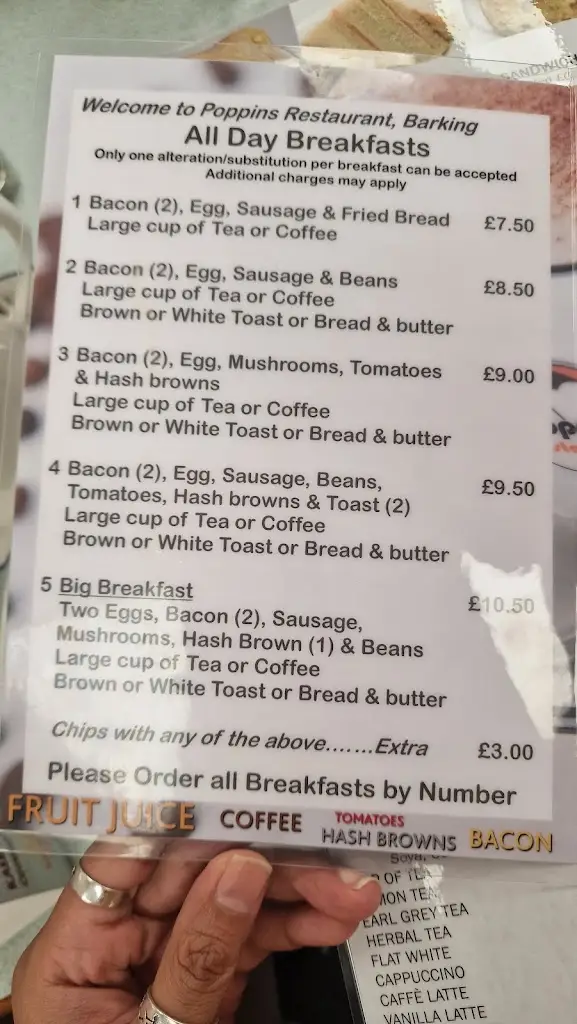 SANDWICH
Welcome to Poppins Restaurant, Barking
All Day Breakfasts
Only one alteration/substitution per breakfast can be accepted
Additional charges may apply
1 Bacon (2), Egg, Sausage & Fried Bread £7.50
Large cup of Tea or Coffee
2 Bacon (2), Egg, Sausage & Beans £8.50
Large cup of Tea or Coffee
Brown or White Toast or Bread & butter
3 Bacon (2), Egg, Mushrooms, Tomatoes £9.00
& Hash browns
Large cup of Tea or Coffee
Brown or White Toast or Bread & butter
4 Bacon (2), Egg, Sausage, Beans, £9.50
Tomatoes, Hash browns & Toast (2)
Large cup of Tea or Coffee
Brown or White Toast or Bread & butter
5 Big Breakfast £10.50
Two Eggs, Bacon (2), Sausage,
Mushrooms, Hash Brown (1) & Beans
Large cup of Tea or Coffee
Brown or White Toast or Bread & butter
Chips with any of the above.......Extra £3.00
Please Order all Breakfasts by Number
FRUIT JUICE COFFEE TOMATOES
HASH BROWNS BACON
OF TEA
MON TEA
EARL GREY TEA
HERBAL TEA
FLAT WHITE
CAPPUCCINO
CAFFÈ LATTE
VANILLA LATTE